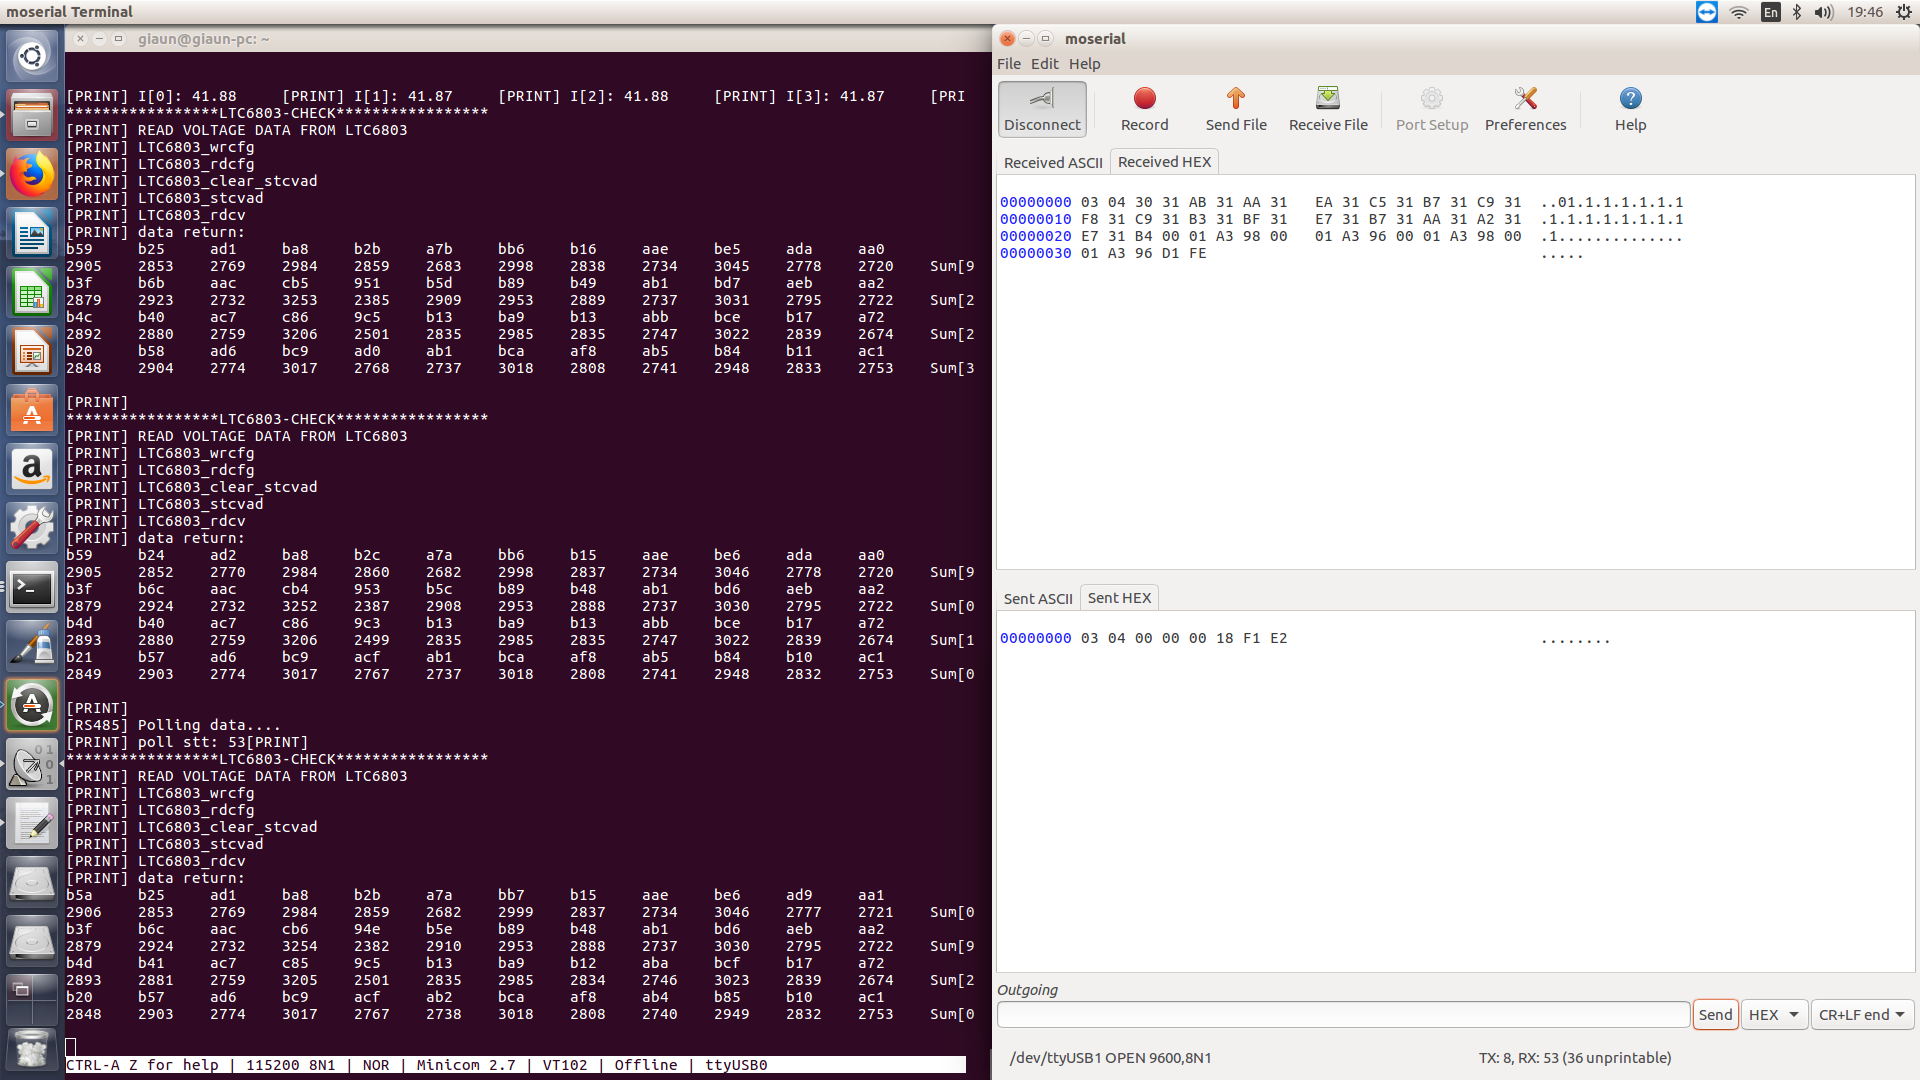 moserial Terminal
En
19:46
giaun@giaun-pc: ~
[PRINT] I[0]: 41.88 [PRINT] I[1]: 41.87 [PRINT] I[2]: 41.88 [PRINT] I[3]: 41.87 [PRI
*****************LTC6803-CHECK*****************
[PRINT] READ VOLTAGE DATA FROM LTC6803
[PRINT] LTC6803_wrcfg
[PRINT] LTC6803_rdcfg
[PRINT] LTC6803_clear_stcvad
[PRINT] LTC6803_stcvad
[PRINT] LTC6803_rdcv
[PRINT] data return:
b59 b25 ad1 ba8 b2b a7b bb6 b16 aae be5 ada aa0
2905 2853 2769 2984 2859 2683 2998 2838 2734 3045 2778 2720 Sum[9
b3f b6b aac cb5 951 b5d b89 b49 ab1 bd7 aeb aa2
2879 2923 2732 3253 2385 2909 2953 2889 2737 3031 2795 2722 Sum[2
b4c b40 ac7 c86 9c5 b13 ba9 b13 abb bce b17 a72
2892 2880 2759 3206 2501 2835 2985 2835 2747 3022 2839 2674 Sum[2
b20 b58 ad6 bc9 ad0 ab1 bca af8 ab5 b84 b11 ac1
2848 2904 2774 3017 2768 2737 3018 2808 2741 2948 2833 2753 Sum[3
[PRINT]
*****************LTC6803-CHECK*****************
[PRINT] READ VOLTAGE DATA FROM LTC6803
[PRINT] LTC6803_wrcfg
[PRINT] LTC6803_rdcfg
[PRINT] LTC6803_clear_stcvad
[PRINT] LTC6803_stcvad
[PRINT] LTC6803_rdcv
[PRINT] data return:
b59 b24 ad2 ba8 b2c a7a bb6 b15 aae be6 ada aa0
2905 2852 2770 2984 2860 2682 2998 2837 2734 3046 2778 2720 Sum[9
b3f b6c aac cb4 953 b5c b89 b48 ab1 bd6 aeb aa2
2879 2924 2732 3252 2387 2908 2953 2888 2737 3030 2795 2722 Sum[0
b4d b40 ac7 c86 9c3 b13 ba9 b13 abb bce b17 a72
2893 2880 2759 3206 2499 2835 2985 2835 2747 3022 2839 2674 Sum[1
b21 b57 ad6 bc9 acf ab1 bca af8 ab5 b84 b10 ac1
2849 2903 2774 3017 2767 2737 3018 2808 2741 2948 2832 2753 Sum[0
[PRINT]
[RS485] Polling data....
[PRINT] poll stt: 53[PRINT]
*****************LTC6803-CHECK*****************
[PRINT] READ VOLTAGE DATA FROM LTC6803
[PRINT] LTC6803_wrcfg
[PRINT] LTC6803_rdcfg
[PRINT] LTC6803_clear_stcvad
[PRINT] LTC6803_stcvad
[PRINT] LTC6803_rdcv
[PRINT] data return:
b5a b25 ad1 ba8 b2b a7a bb7 b15 aae be6 ad9 aa1
2906 2853 2769 2984 2859 2682 2999 2837 2734 3046 2777 2721 Sum[0
b3f b6c aac cb6 94e b5e b89 b48 ab1 bd6 aeb aa2
2879 2924 2732 3254 2382 2910 2953 2888 2737 3030 2795 2722 Sum[9
b4d b41 ac7 c85 9c5 b13 ba9 b12 aba bcf b17 a72
2893 2881 2759 3205 2501 2835 2985 2834 2746 3023 2839 2674 Sum[2
b20 b57 ad6 bc9 acf ab2 bca af8 ab4 b85 b10 ac1
2848 2903 2774 3017 2767 2738 3018 2808 2740 2949 2832 2753 Sum[0
CTRL-A Z for help | 115200 8N1 | NOR | Minicom 2.7 | VT102 | Offline | ttyUSB0
moserial
File Edit Help
Disconnect Record Send File Receive File Port Setup Preferences Help
Received ASCII Received HEX
00000000 03 04 30 31 AB 31 AA 31 EA 31 C5 31 B7 31 C9 31 ..01.1.1.1.1.1.1
00000010 F8 31 C9 31 B3 31 BF 31 E7 31 B7 31 AA 31 A2 31 .1.1.1.1.1.1.1.1
00000020 E7 31 B4 00 01 A3 98 00 01 A3 96 00 01 A3 98 00 .1..............
00000030 01 A3 96 D1 FE .....
Sent ASCII Sent HEX
00000000 03 04 00 00 00 18 F1 E2 ........
Outgoing
Send HEX CR+LF end
/dev/ttyUSB1 OPEN 9600,8N1 TX: 8, RX: 53 (36 unprintable)